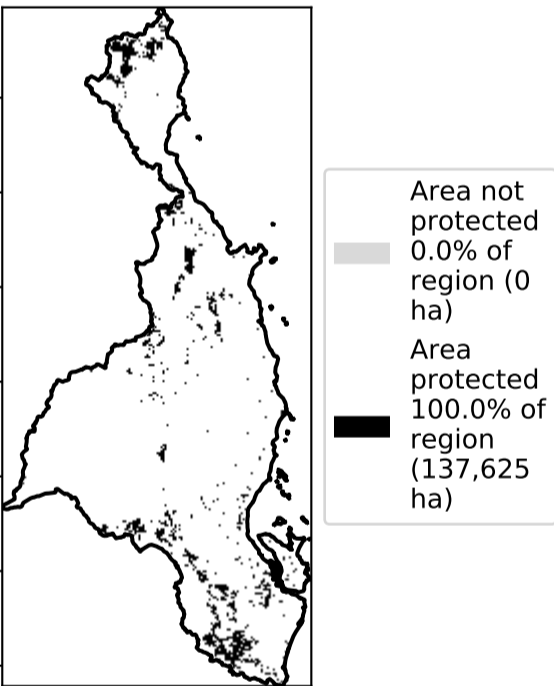 Area not
protected
0.0% of
region (0
ha)
Area
protected
100.0% of
region
(137,625
ha)